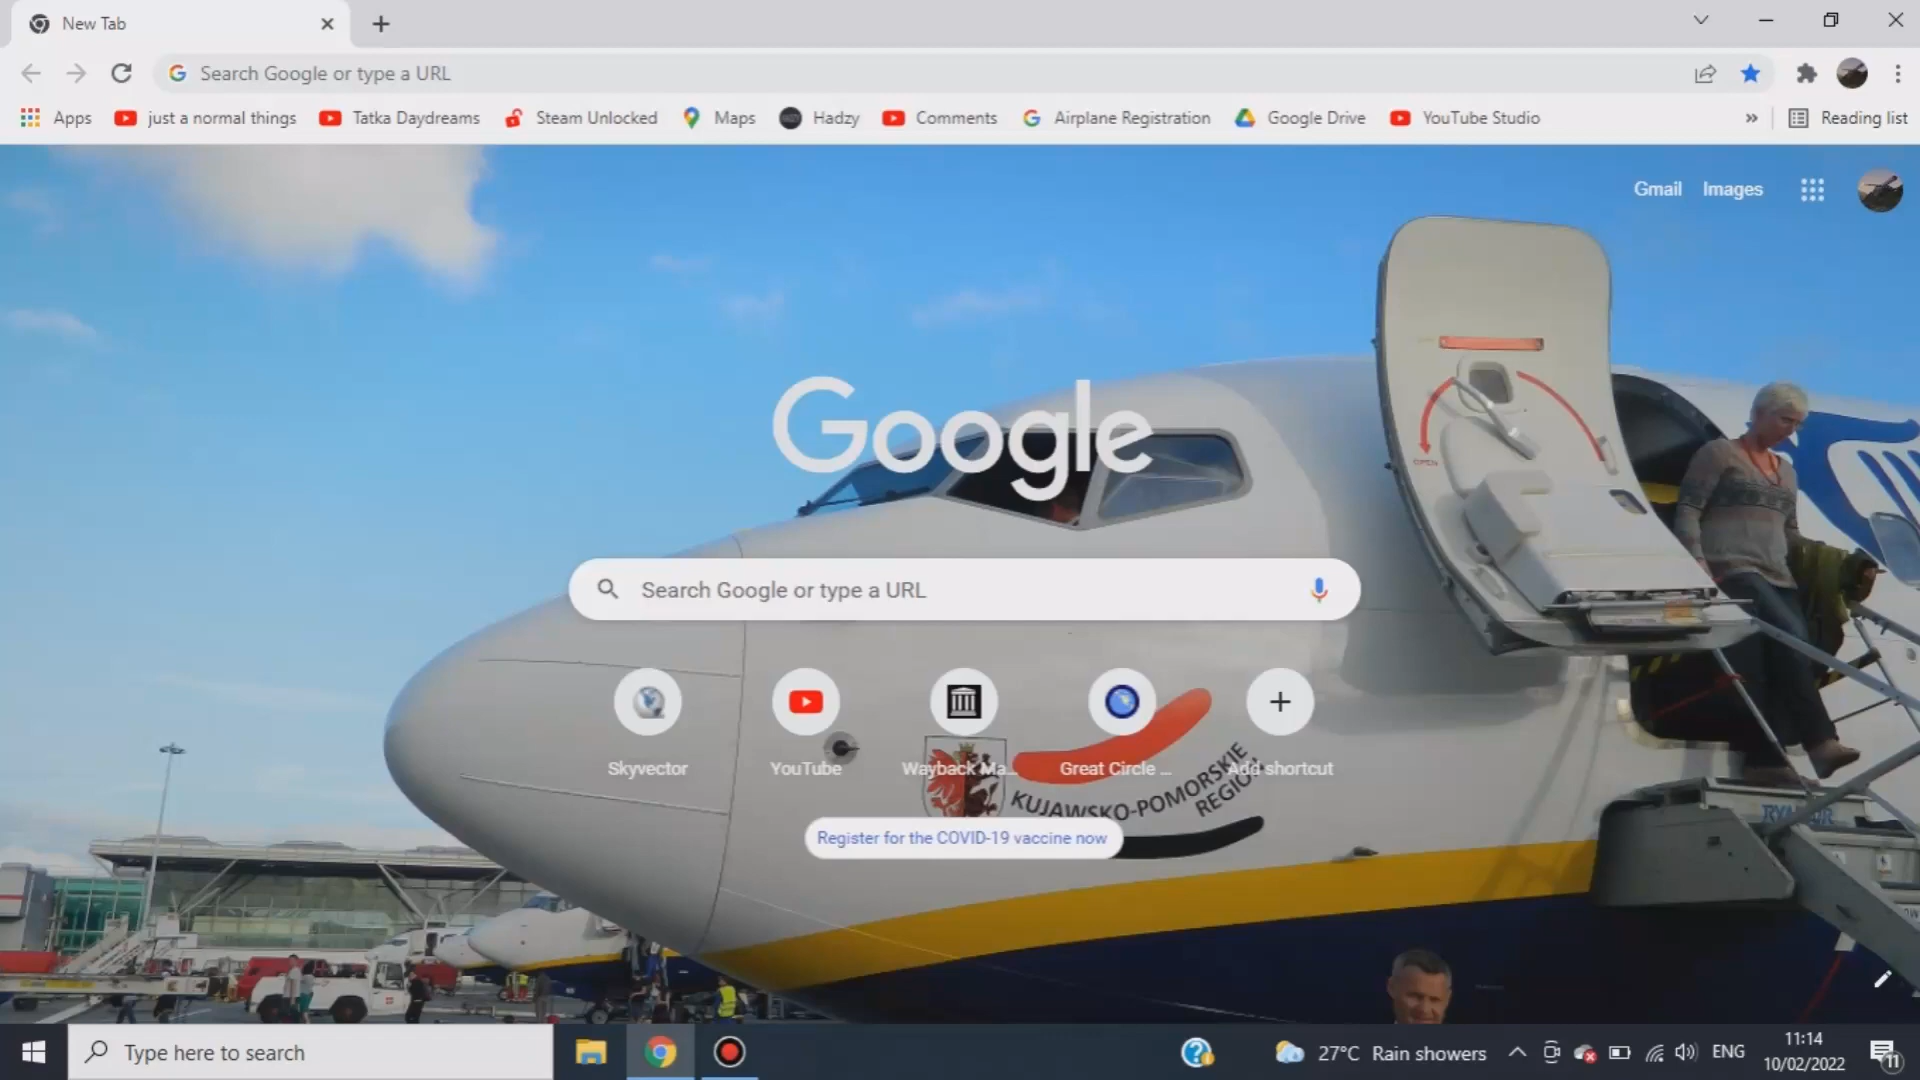 New Tab
Search Google or type a URL
Apps
just a normal things
Tatka Daydreams
Steam Unlocked
Maps
Hadzy
Comments
Airplane Registration
Google Drive
YouTube Studio
»
Reading list
Gmail
Images
Google
OPEN
Search Google or type a URL
Skyvector
YouTube
Wayback Ma...
Great Circle ...
Add shortcut
KUJAWSKO-POMORSKIE
REGION
Register for the COVID-19 vaccine now
RYANAIR
Type here to search
27°C Rain showers
ENG
11:14
10/02/2022
11